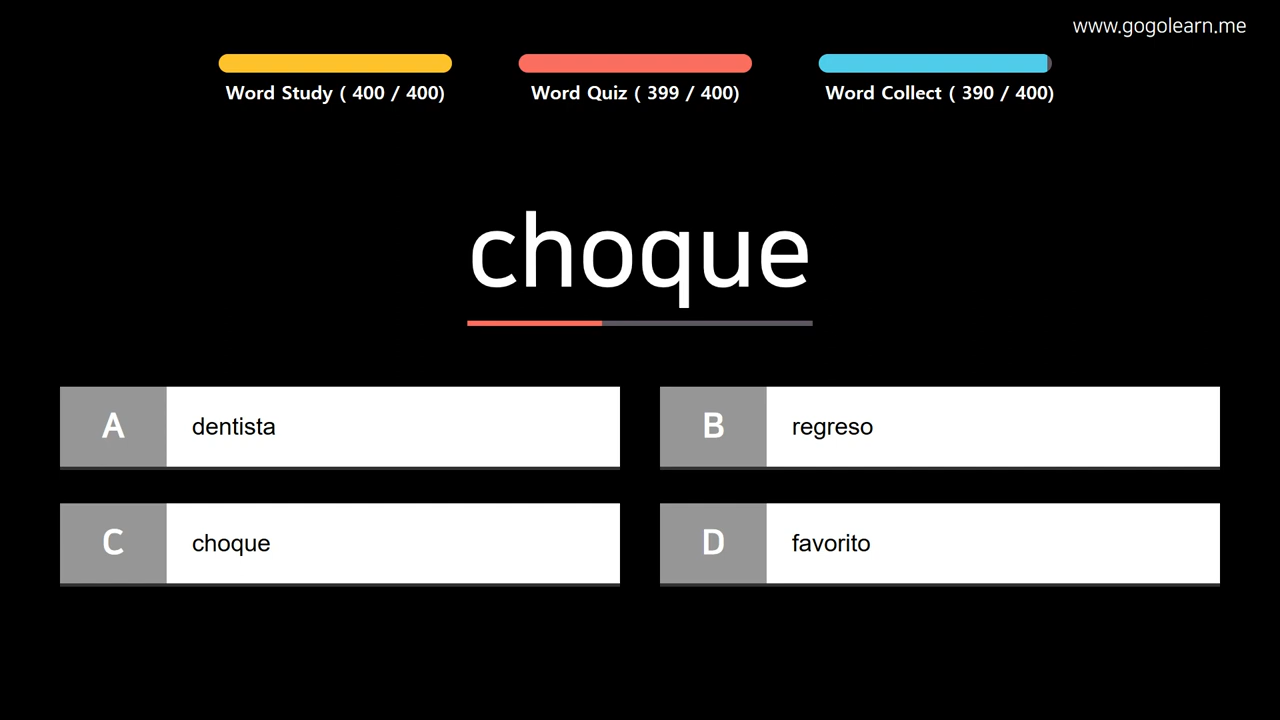 www.gogolearn.me
Word Study ( 400 / 400)
Word Quiz ( 399 / 400)
Word Collect ( 390 / 400)
choque
A dentista
B regreso
C choque
D favorito